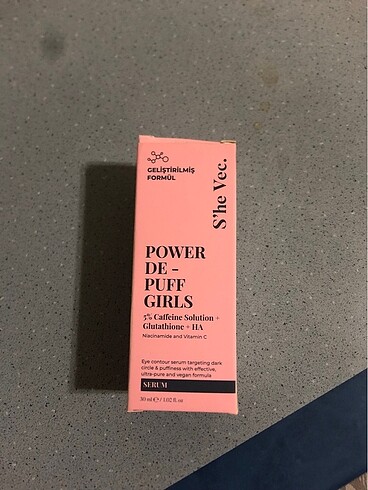 GELİŞTİRİLMİŞ
FORMÜL
S'he Vec.
POWER
DE -
PUFF
GIRLS
5% Caffeine Solution +
Glutathione + HA
Niacinamide and Vitamin C
Eye contour serum targeting dark
circle & puffiness with effective,
ultra-pure and vegan formula
SERUM
30 ml ℮ / 1.02 fl. oz